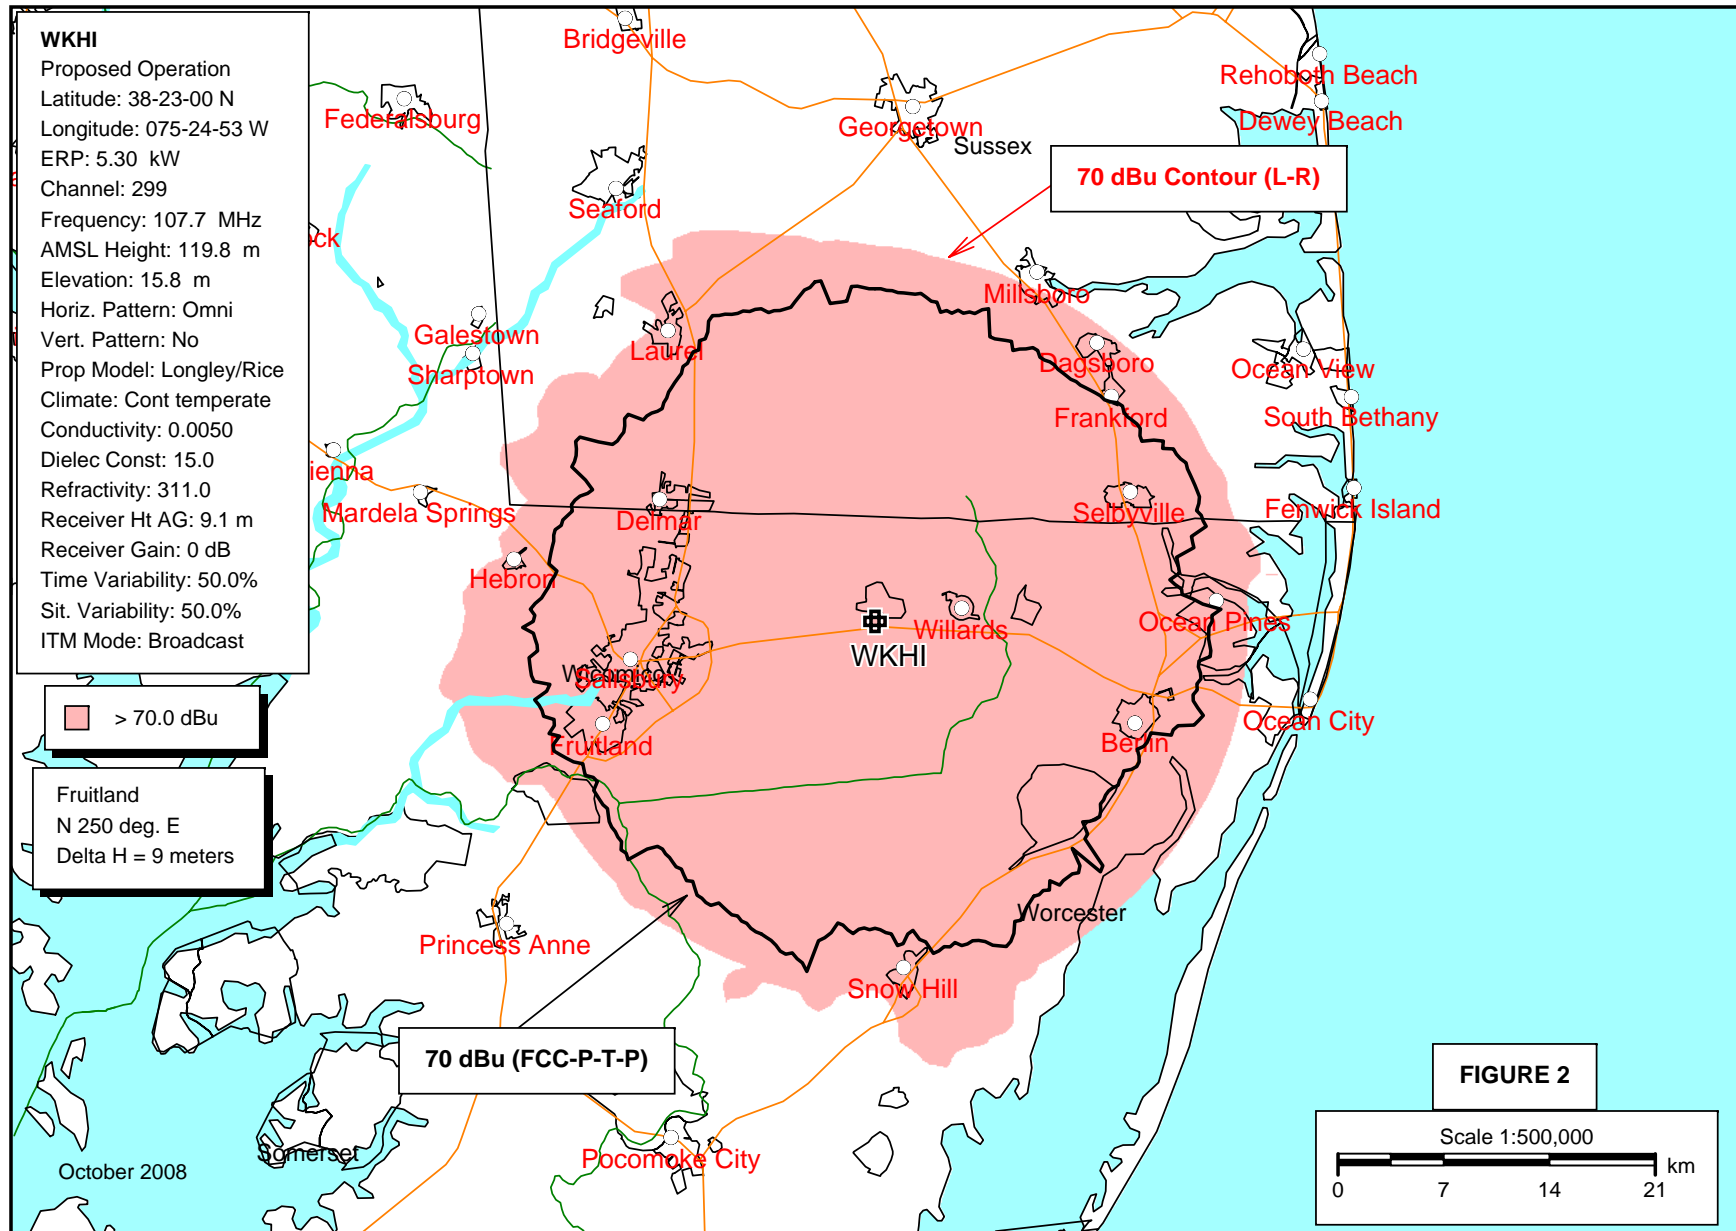 WKHI
Proposed Operation
Latitude: 38-23-00 N
Longitude: 075-24-53 W
ERP: 5.30 kW
Channel: 299
Frequency: 107.7 MHz
AMSL Height: 119.8 m
Elevation: 15.8 m
Horiz. Pattern: Omni
Vert. Pattern: No
Prop Model: Longley/Rice
Climate: Cont temperate
Conductivity: 0.0050
Dielec Const: 15.0
Refractivity: 311.0
Receiver Ht AG: 9.1 m
Receiver Gain: 0 dB
Time Variability: 50.0%
Sit. Variability: 50.0%
ITM Mode: Broadcast
> 70.0 dBu
Fruitland
N 250 deg. E
Delta H = 9 meters
Bridgeville
Rehoboth Beach
Federalsburg
Georgetown
Dewey Beach
Sussex
70 dBu Contour (L-R)
Seaford
ock
Millsboro
Galestown
Laurel
Dagsboro
Ocean View
Sharptown
Frankford
South Bethany
ienna
Mardela Springs
Delmar
Selbyville
Fenwick Island
Hebron
Willards
Ocean Pines
WKHI
Wicomico
Salisbury
Fruitland
Berlin
Ocean City
Worcester
Princess Anne
Snow Hill
70 dBu (FCC-P-T-P)
FIGURE 2
Somerset
Pocomoke City
October 2008
Scale 1:500,000
km
0 7 14 21